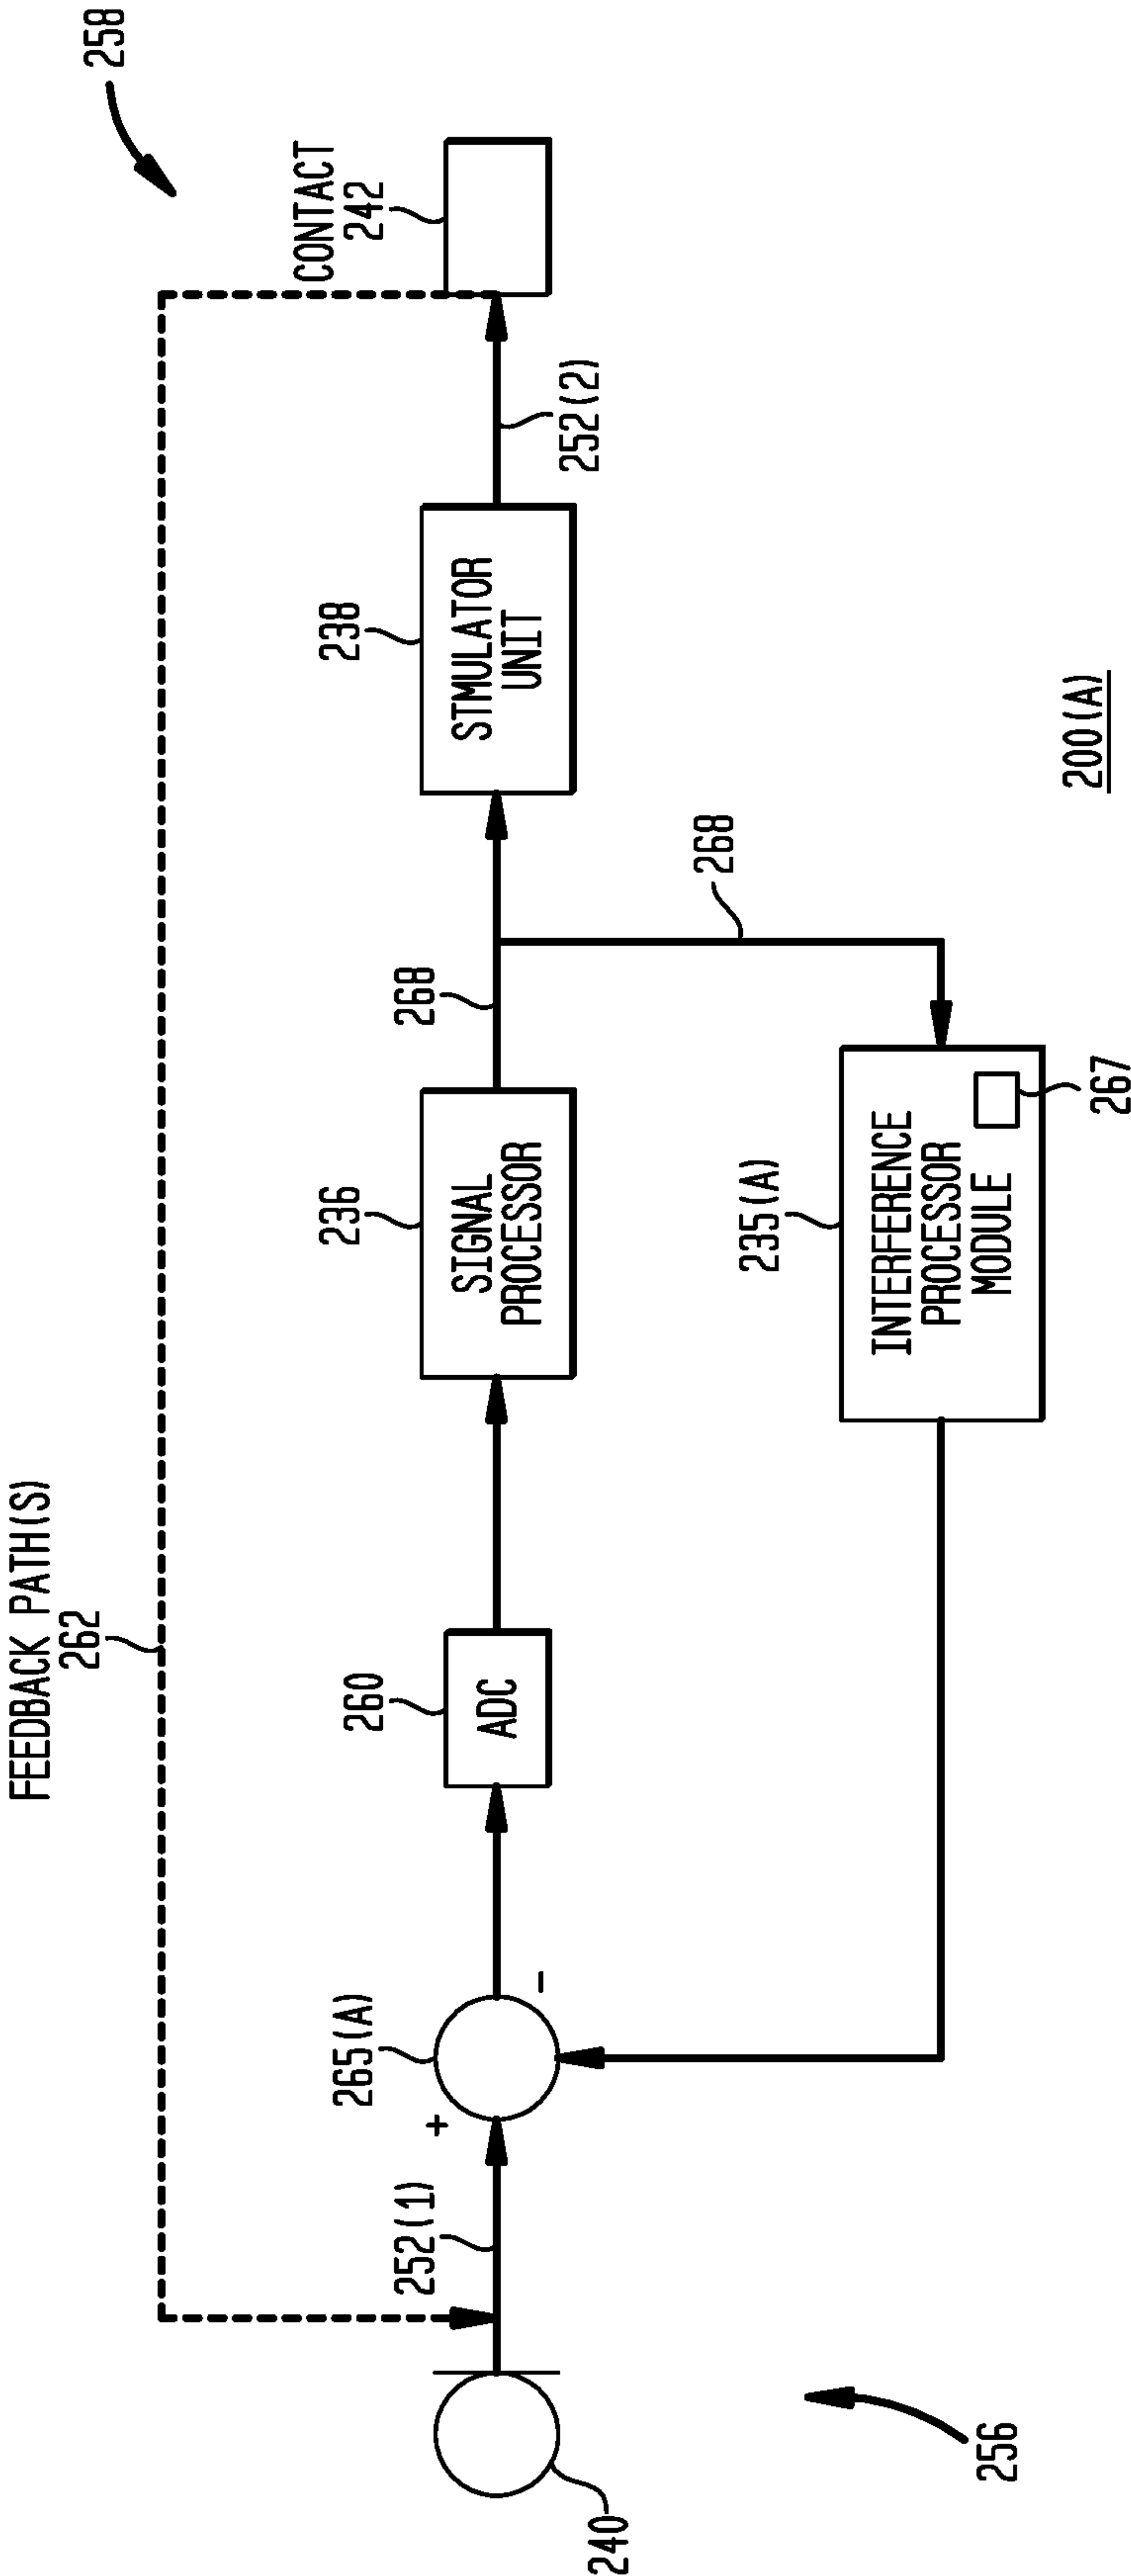 FEEDBACK PATH(S)
262
258
CONTACT
242
240
252(1)
+
265(A)
-
260
ADC
236
SIGNAL
PROCESSOR
268
238
STMULATOR
UNIT
252(2)
268
235(A)
INTERFERENCE
PROCESSOR
MODULE
267
256
200(A)